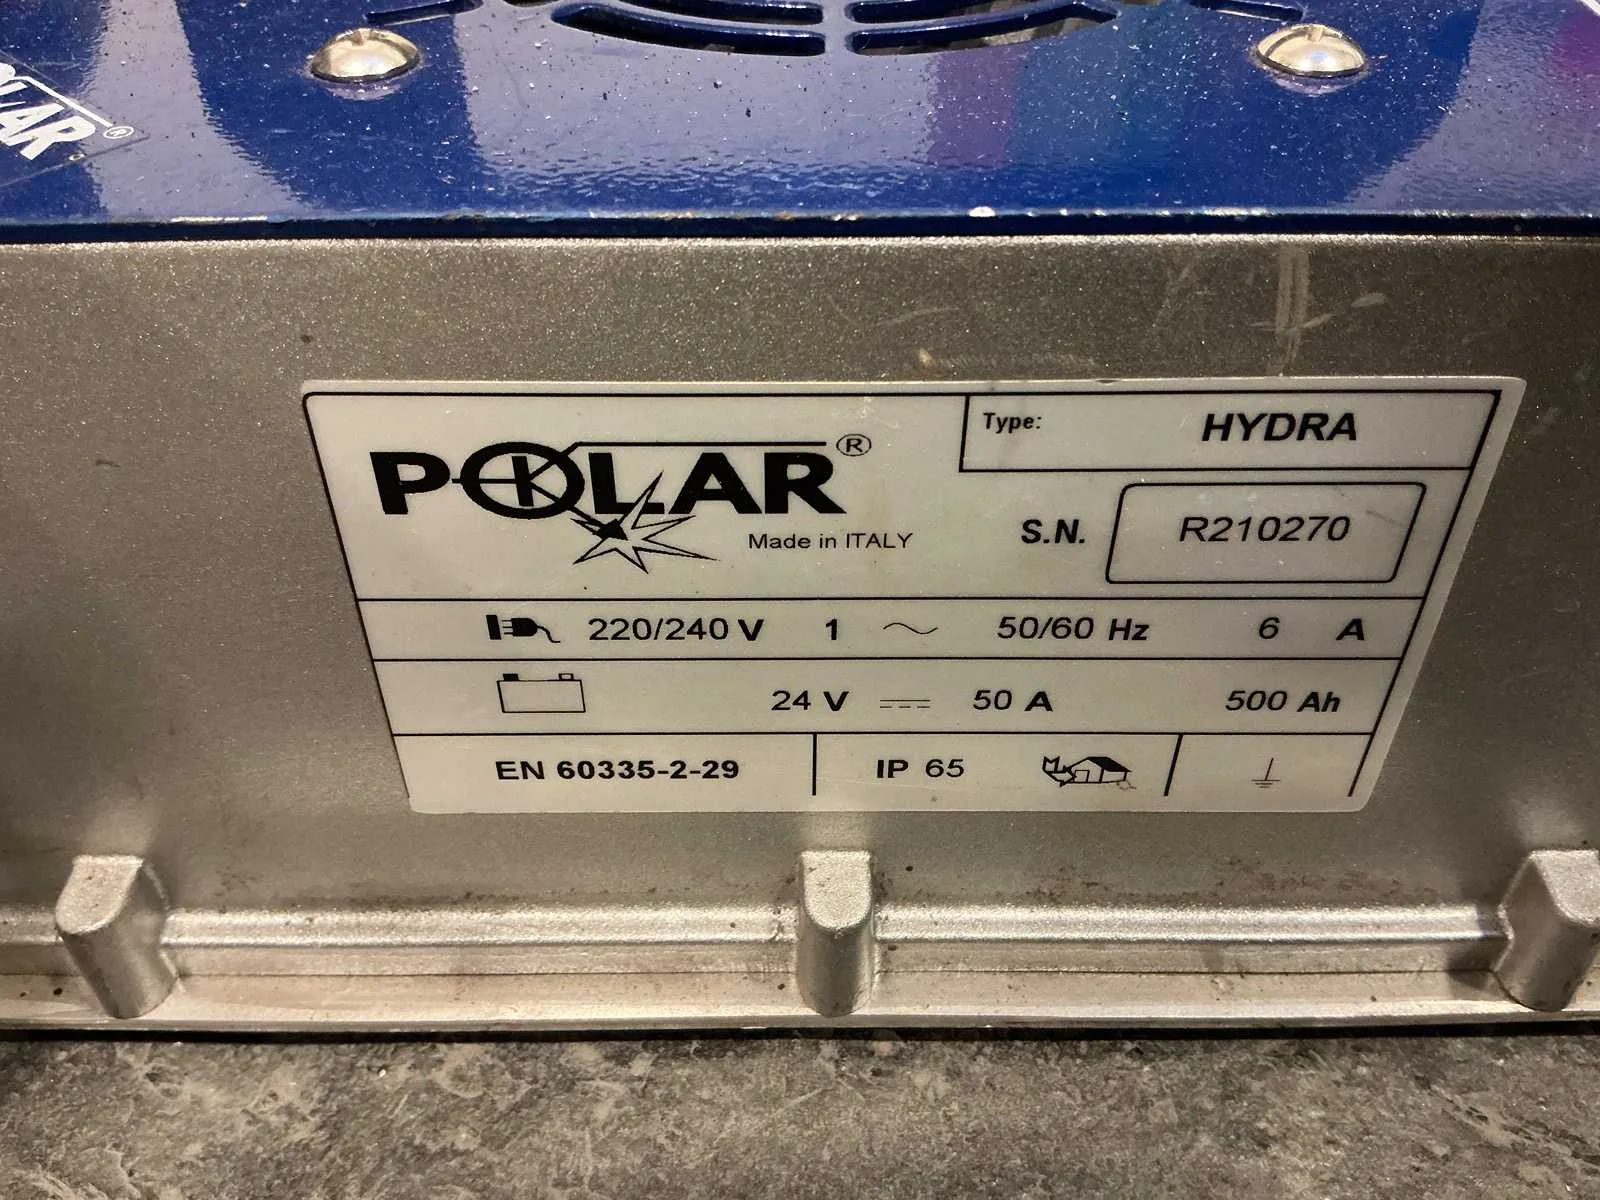 POLAR®
Type: HYDRA
POLAR®
Made in ITALY
S.N. R210270
220/240 V 1 ~ 50/60 Hz 6 A
24 V 50 A 500 Ah
EN 60335-2-29 IP 65